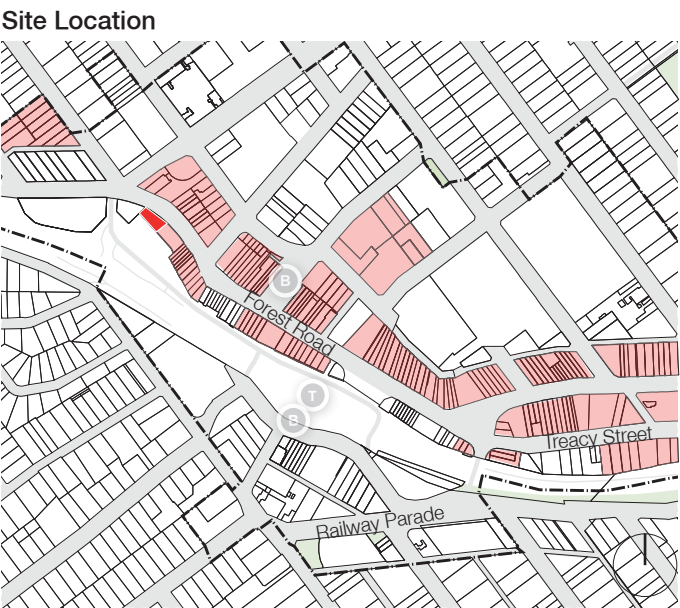 Site Location
B
Forest Road
T
B
Treacy Street
Railway Parade